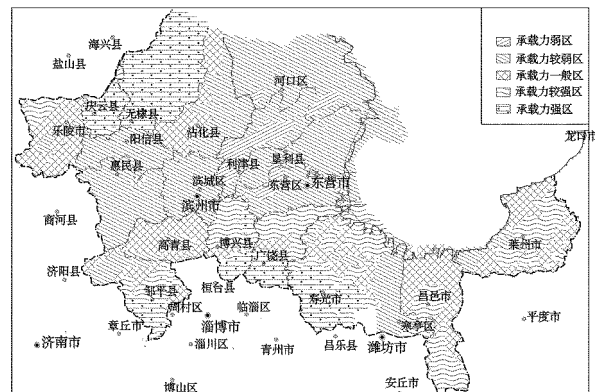 海兴县
盐山县
庆云县
无棣县
乐陵市
阳信县
沾化县
河口区
惠民县
利津县
垦利县
滨城区
东营区
东营市
滨州市
商河县
高青县
博兴县
广饶县
济阳县
邹平县
桓台县
周村区
临淄区
寿光市
昌邑市
莱州市
龙口市
章丘市
淄博市
寒亭区
平度市
济南市
淄川区
青州市
昌乐县
潍坊市
博山区
安丘市
承载力弱区
承载力较弱区
承载力一般区
承载力较强区
承载力强区